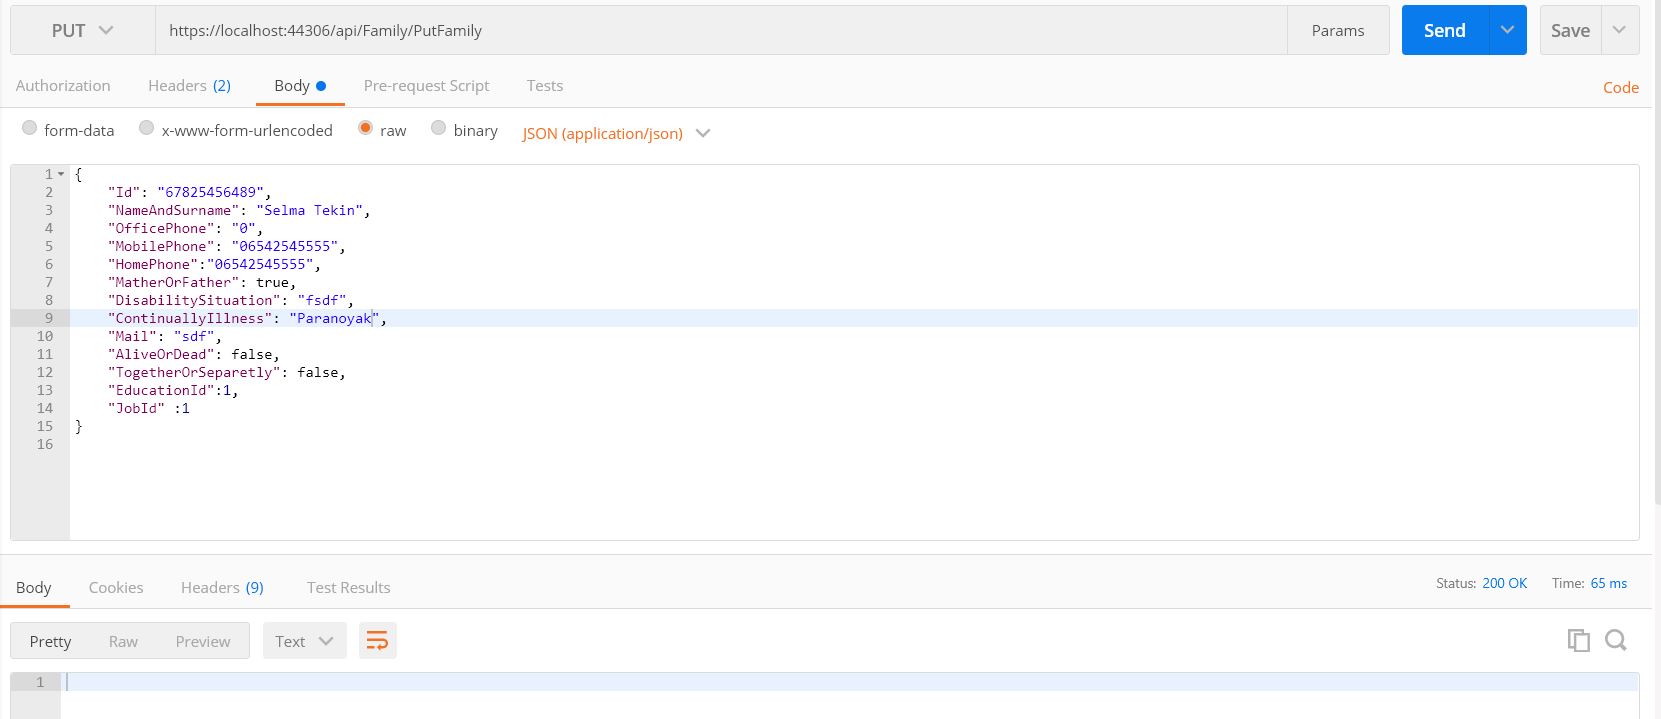 PUT https://localhost:44306/api/Family/PutFamily Params Send Save
Authorization Headers (2) Body Pre-request Script Tests Code
form-data x-www-form-urlencoded raw binary JSON (application/json)
1 {
2 "Id": "67825456489",
3 "NameAndSurname": "Selma Tekin",
4 "OfficePhone": "0",
5 "MobilePhone": "06542545555",
6 "HomePhone":"06542545555",
7 "MatherOrFather": true,
8 "DisabilitySituation": "fsdf",
9 "ContinuallyIllness": "Paranoyak",
10 "Mail": "sdf",
11 "AliveOrDead": false,
12 "TogetherOrSeparetly": false,
13 "EducationId":1,
14 "JobId" :1
15 }
16
Body Cookies Headers (9) Test Results Status: 200 OK Time: 65 ms
Pretty Raw Preview Text
1